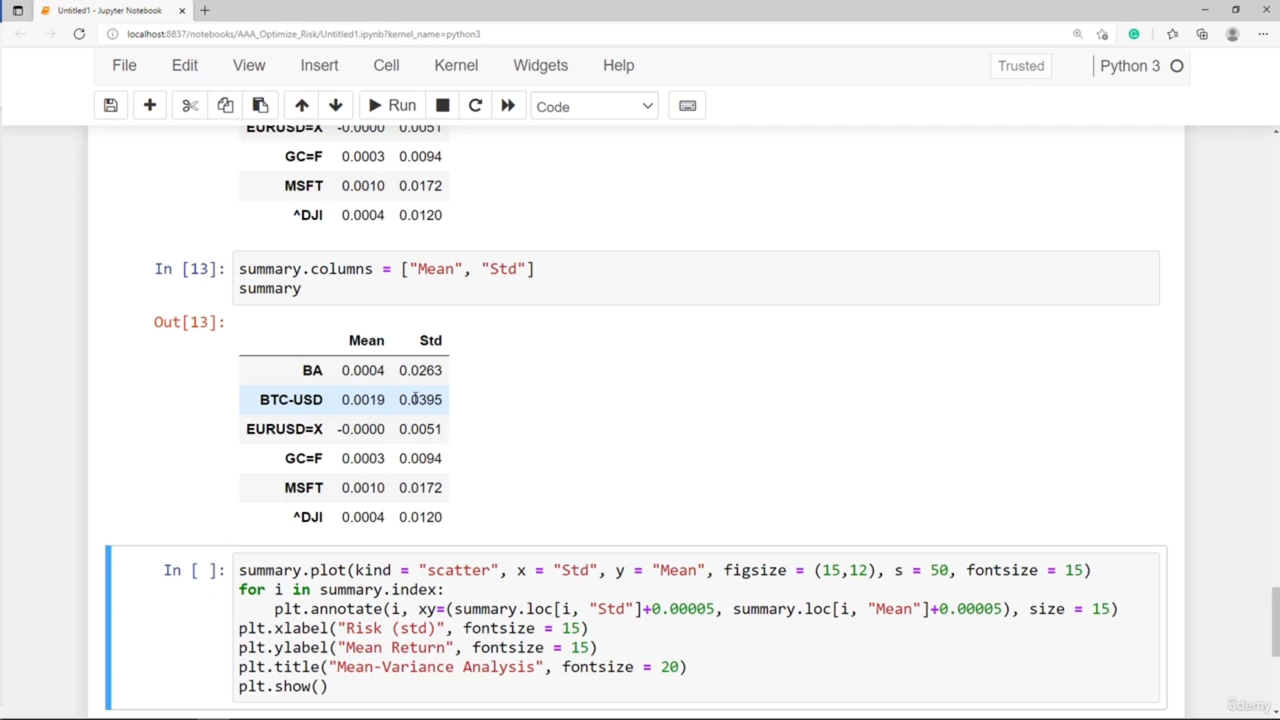 Untitled1 - Jupyter Notebook
localhost:8837/notebooks/AAA_Optimize_Risk/Untitled1.ipynb?kernel_name=python3
File Edit View Insert Cell Kernel Widgets Help Trusted Python 3
Run Code
EURUSD=X -0.0000 0.0051
GC=F 0.0003 0.0094
MSFT 0.0010 0.0172
^DJI 0.0004 0.0120
In [13]: summary.columns = ["Mean", "Std"]
summary
Out[13]:
Mean Std
BA 0.0004 0.0263
BTC-USD 0.0019 0.0395
EURUSD=X -0.0000 0.0051
GC=F 0.0003 0.0094
MSFT 0.0010 0.0172
^DJI 0.0004 0.0120
In [ ]: summary.plot(kind = "scatter", x = "Std", y = "Mean", figsize = (15,12), s = 50, fontsize = 15)
for i in summary.index:
    plt.annotate(i, xy=(summary.loc[i, "Std"]+0.00005, summary.loc[i, "Mean"]+0.00005), size = 15)
plt.xlabel("Risk (std)", fontsize = 15)
plt.ylabel("Mean Return", fontsize = 15)
plt.title("Mean-Variance Analysis", fontsize = 20)
plt.show()
ûdemy